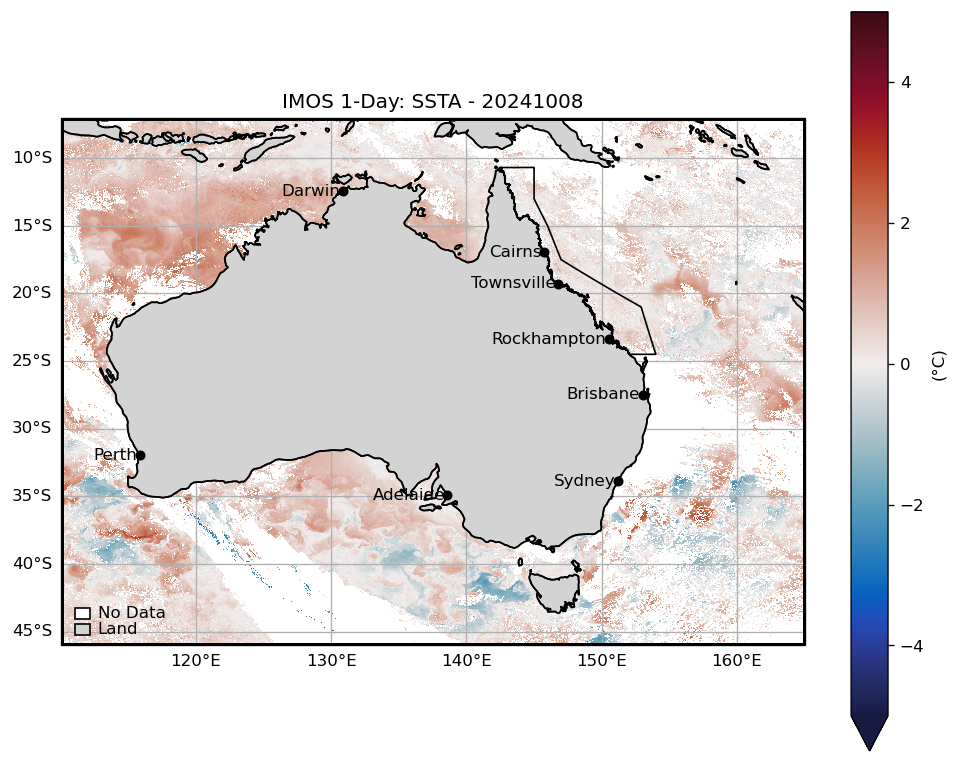 IMOS 1-Day: SSTA - 20241008
10°S
15°S
20°S
25°S
30°S
35°S
40°S
45°S
Darwin
Cairns
Townsville
Rockhampton
Brisbane
Perth
Sydney
Adelaide
No Data
Land
120°E 130°E 140°E 150°E 160°E
4
2
0
−2
−4
(°C)